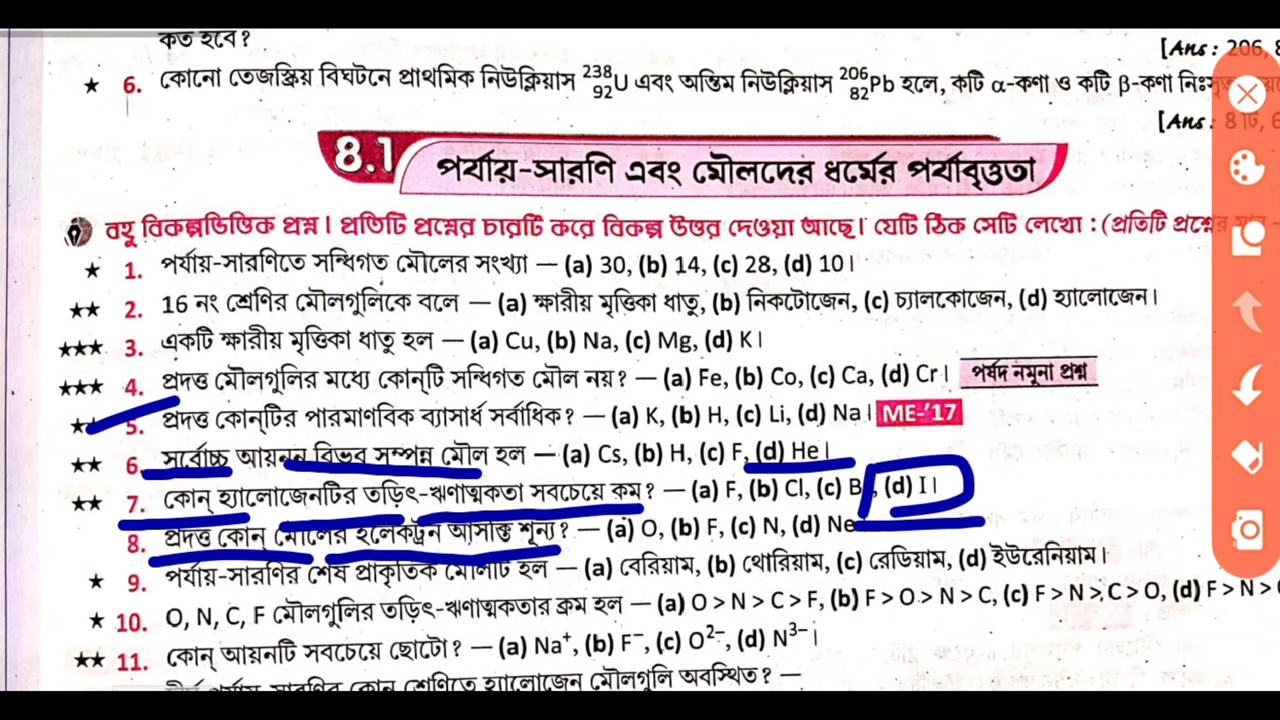 কত হবে?
[Ans : 206, 8
★ 6. কোনো তেজস্ক্রিয় বিঘটনে প্রাথমিক নিউক্লিয়াস ²³⁸₉₂U এবং অন্তিম নিউক্লিয়াস ²⁰⁶₈₂Pb হলে, কটি α-কণা ও কটি β-কণা
[Ans : 8 টি, 6
8.1 পর্যায়-সারণি এবং মৌলদের ধর্মের পর্যাবৃত্ততা
বহু বিকল্পভিত্তিক প্রশ্ন। প্রতিটি প্রশ্নের চারটি করে বিকল্প উত্তর দেওয়া আছে। যেটি ঠিক সেটি লেখো : (প্রতিটি প্রশ্নের
★ 1. পর্যায়-সারণিতে সন্ধিগত মৌলের সংখ্যা — (a) 30, (b) 14, (c) 28, (d) 10।
★★ 2. 16 নং শ্রেণির মৌলগুলিকে বলে — (a) ক্ষারীয় মৃত্তিকা ধাতু, (b) নিকটোজেন, (c) চ্যালকোজেন, (d) হ্যালোজেন।
★★★ 3. একটি ক্ষারীয় মৃত্তিকা ধাতু হল — (a) Cu, (b) Na, (c) Mg, (d) K।
★★★ 4. প্রদত্ত মৌলগুলির মধ্যে কোন্‌টি সন্ধিগত মৌল নয়? — (a) Fe, (b) Co, (c) Ca, (d) Cr। পর্ষদ নমুনা প্রশ্ন
5. প্রদত্ত কোন্‌টির পারমাণবিক ব্যাসার্ধ সর্বাধিক? — (a) K, (b) H, (c) Li, (d) Na। ME-'17
★★ 6. সর্বোচ্চ আয়নন বিভব সম্পন্ন মৌল হল — (a) Cs, (b) H, (c) F, (d) He।
★★ 7. কোন্ হ্যালোজেনটির তড়িৎ-ঋণাত্মকতা সবচেয়ে কম? — (a) F, (b) Cl, (c) B , (d) I।
8. প্রদত্ত কোন্ মৌলের ইলেকট্রন আসক্তি শূন্য? — (a) O, (b) F, (c) N, (d) Ne
★ 9. পর্যায়-সারণির শেষ প্রাকৃতিক মৌলটি হল — (a) বেরিয়াম, (b) থোরিয়াম, (c) রেডিয়াম, (d) ইউরেনিয়াম।
★ 10. O, N, C, F মৌলগুলির তড়িৎ-ঋণাত্মকতার ক্রম হল — (a) O > N > C > F, (b) F > O > N > C, (c) F > N > C > O, (d) F > N >
★★ 11. কোন্ আয়নটি সবচেয়ে ছোটো? — (a) Na⁺, (b) F⁻, (c) O²⁻, (d) N³⁻।
দীর্ঘ পর্যায় সারণির কোন্ শ্রেণিতে হ্যালোজেন মৌলগুলি অবস্থিত? —